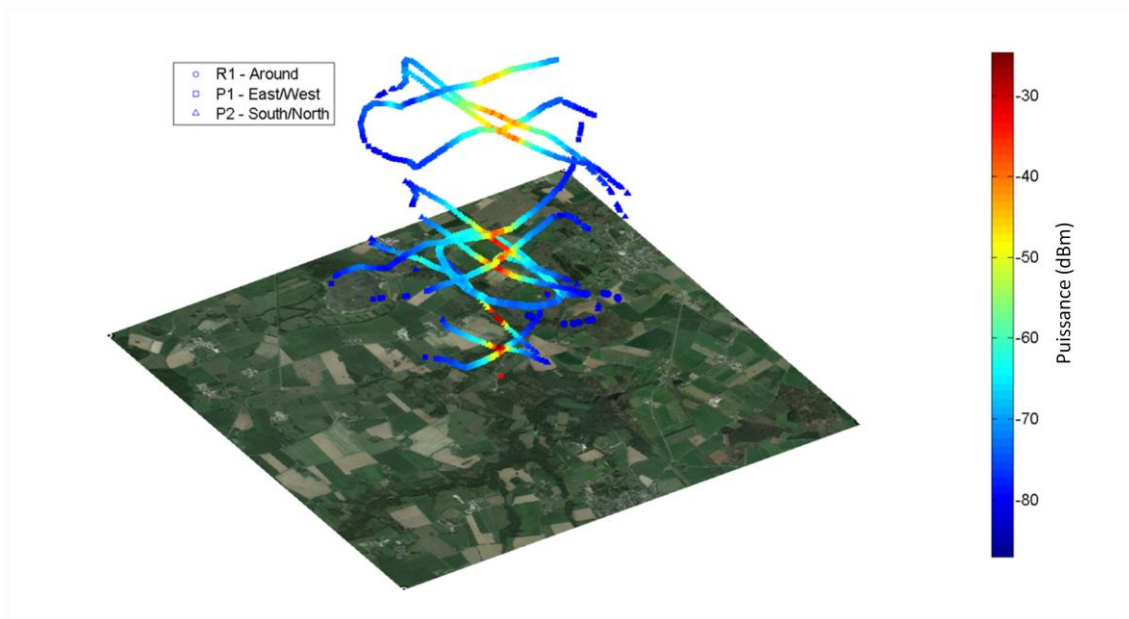 R1 - Around
P1 - East/West
P2 - South/North
-30
-40
-50
-60
-70
-80
Puissance (dBm)